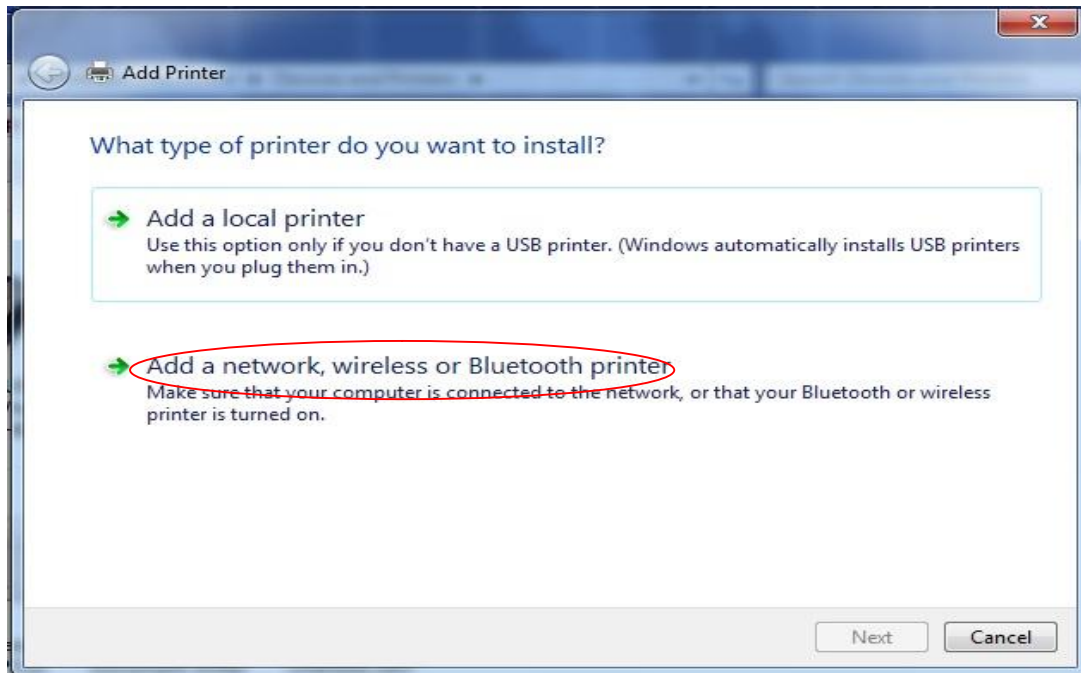 Add Printer
What type of printer do you want to install?
Add a local printer
Use this option only if you don't have a USB printer. (Windows automatically installs USB printers
when you plug them in.)
Add a network, wireless or Bluetooth printer
Make sure that your computer is connected to the network, or that your Bluetooth or wireless
printer is turned on.
Next
Cancel